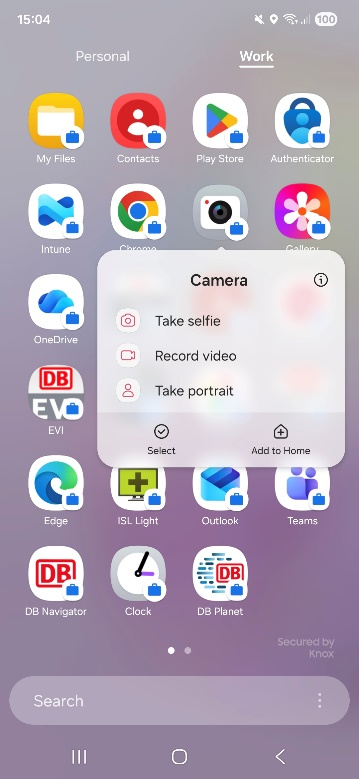 15:04
100
Personal
Work
My Files
Contacts
Play Store
Authenticator
Intune
Chrome
Gallery
Camera
Take selfie
Record video
Take portrait
Select
Add to Home
OneDrive
DB
EVI
EVI
Edge
ISL Light
Outlook
Teams
DB
DB
DB Navigator
Clock
DB Planet
Secured by
Knox
Search